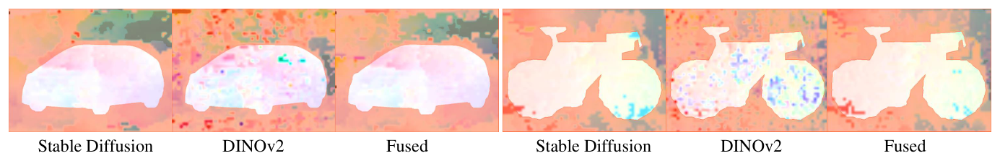 Stable Diffusion DINOv2 Fused Stable Diffusion DINOv2 Fused